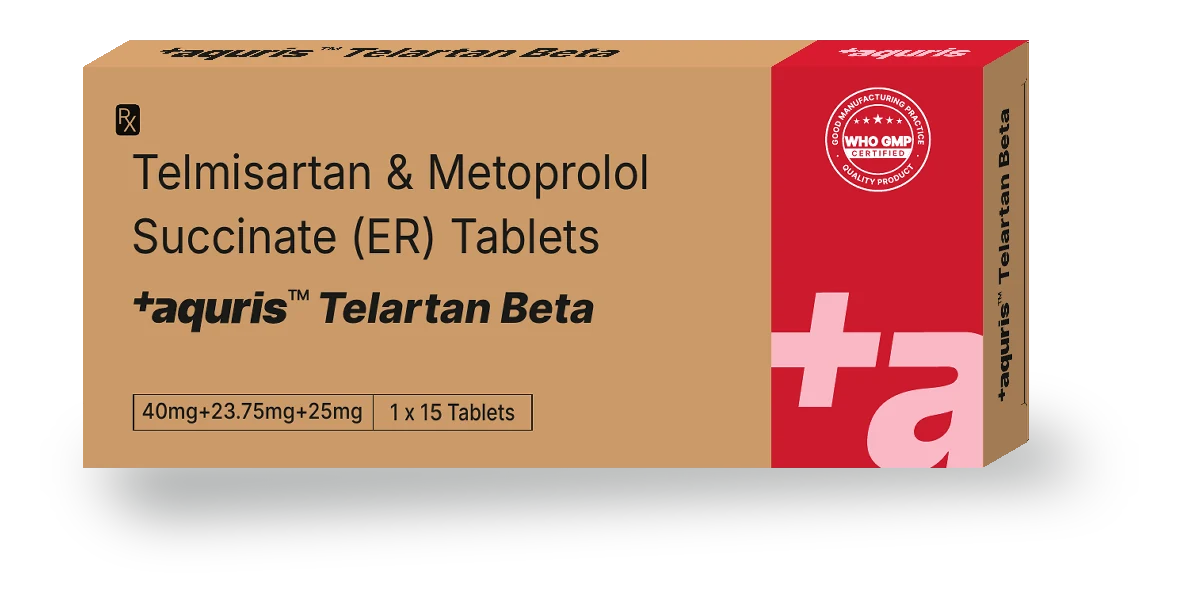 +aquris™ Telartan Beta
+aquris
Rx
Telmisartan & Metoprolol
Succinate (ER) Tablets
+aquris™ Telartan Beta
40mg+23.75mg+25mg
1 x 15 Tablets
GOOD MANUFACTURING PRACTICE
WHO GMP
CERTIFIED
QUALITY PRODUCT
+a
+aquris™ Telartan Beta